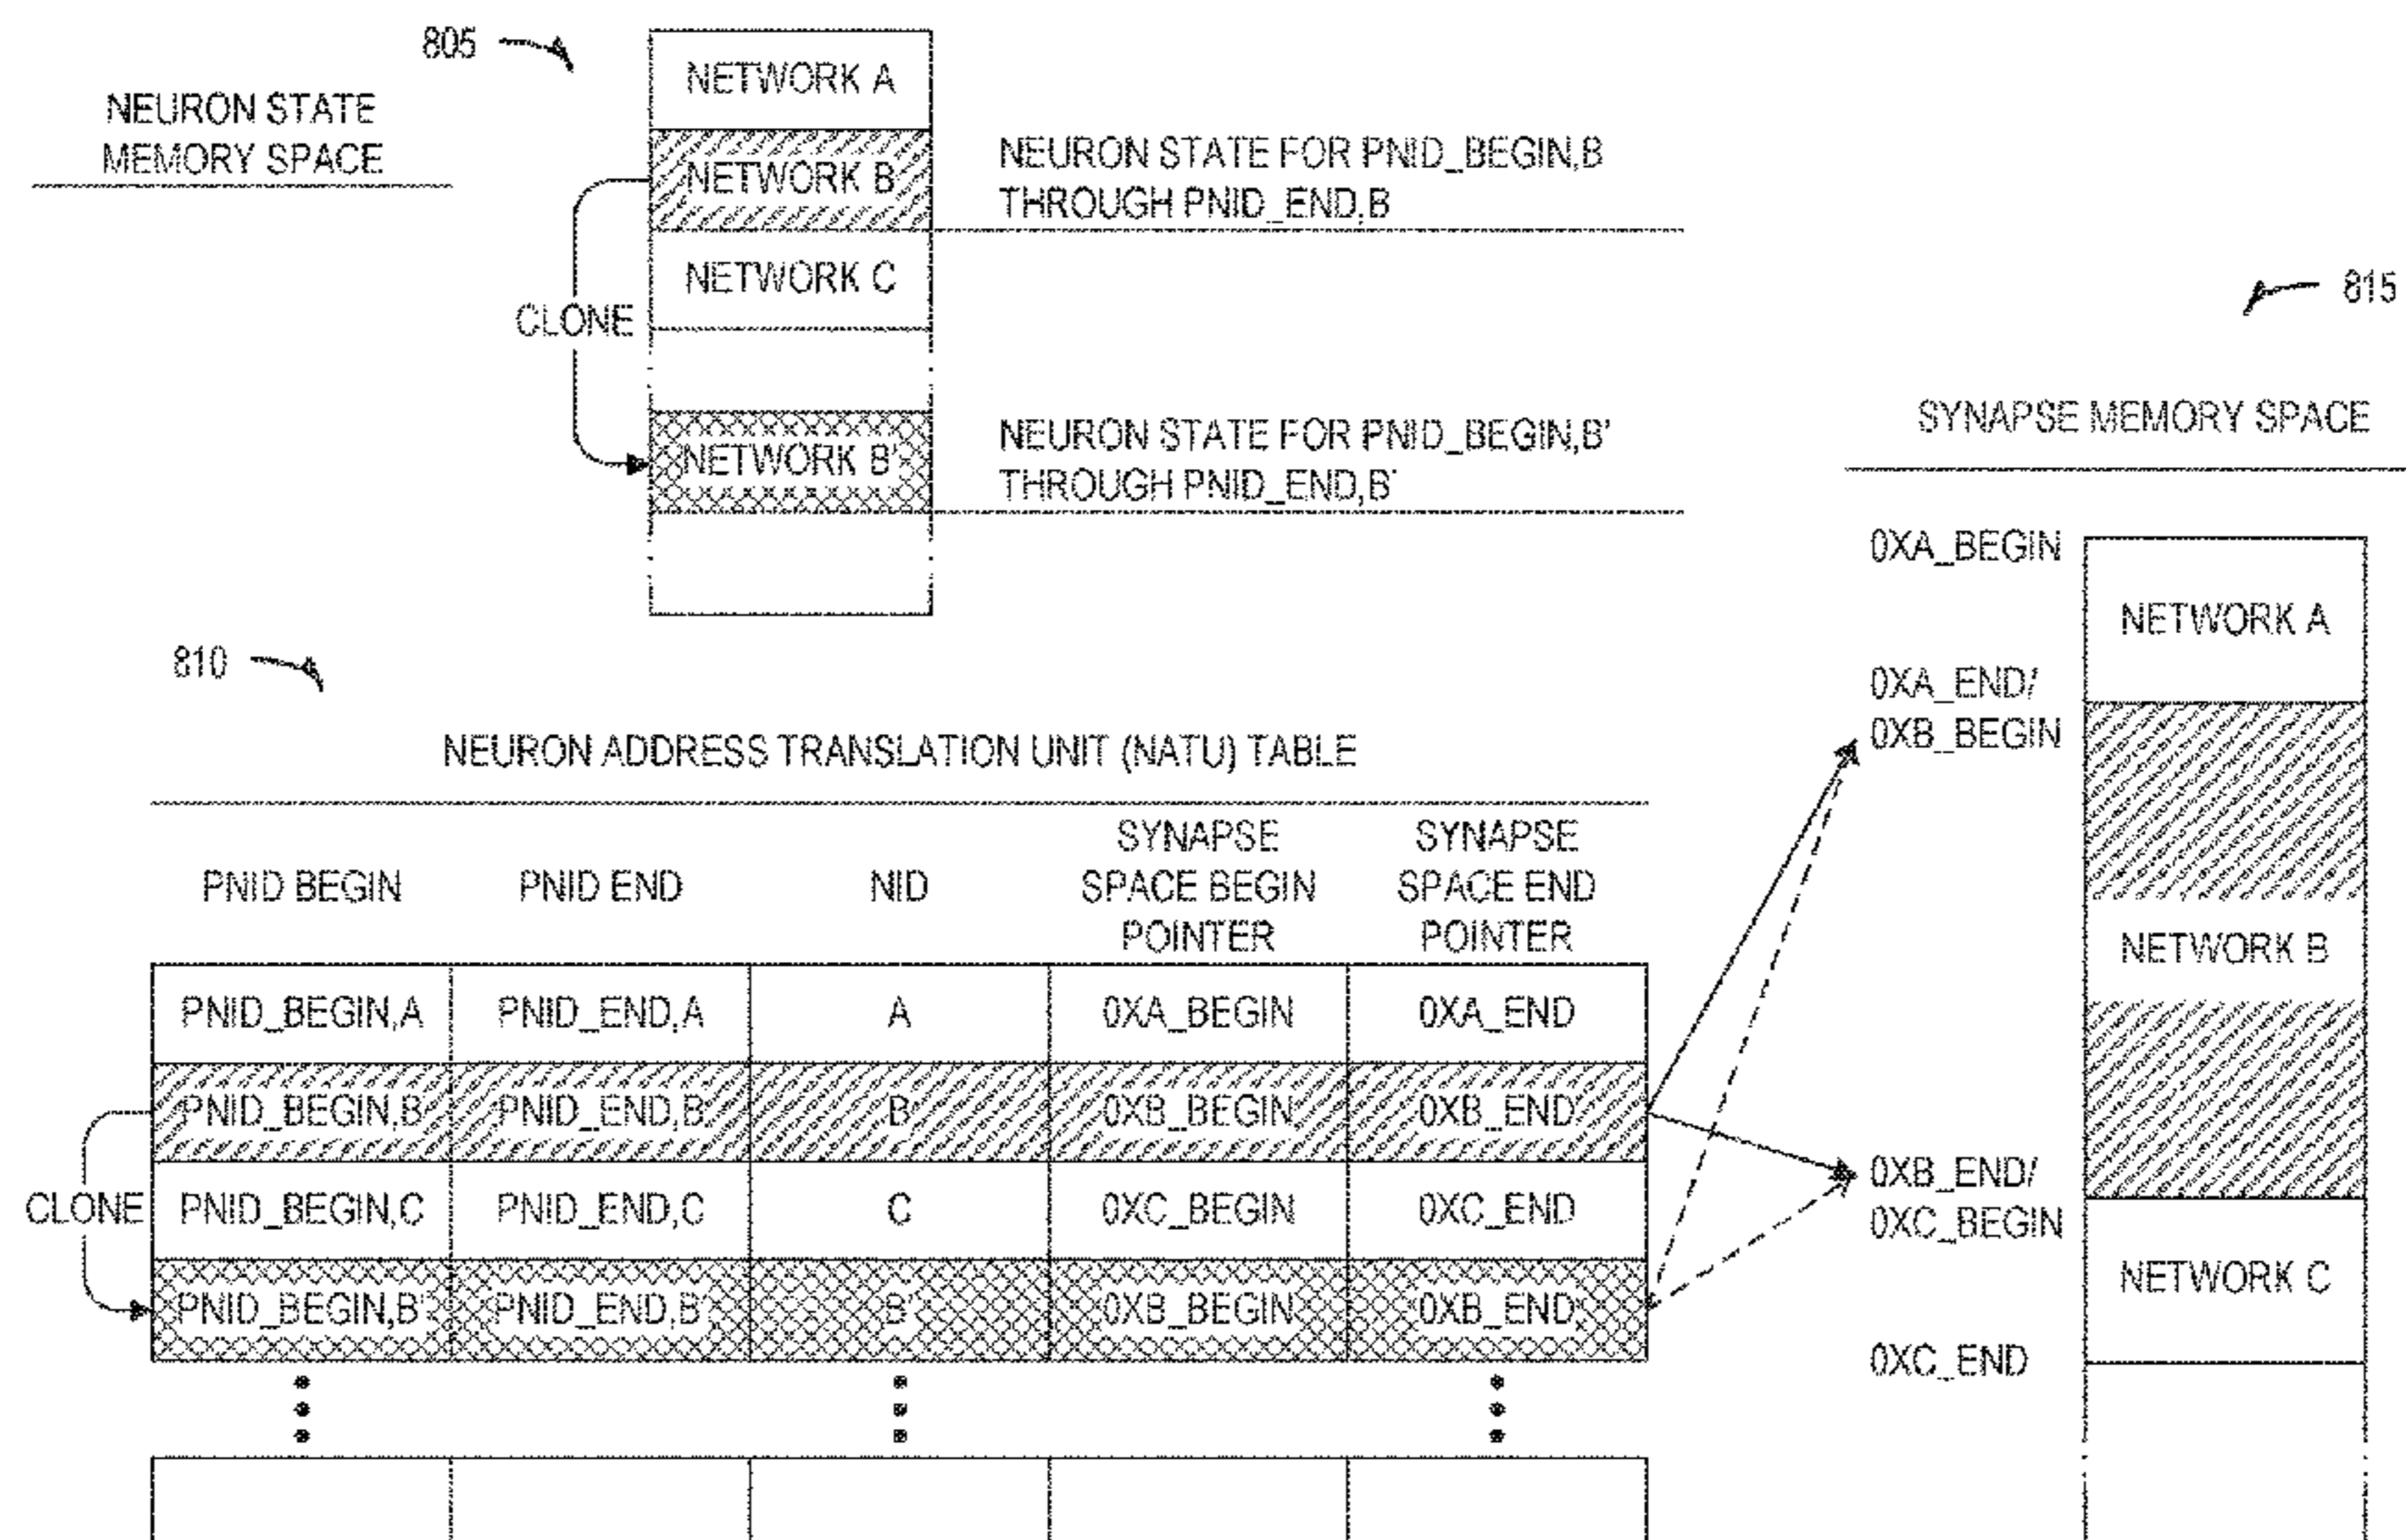 805
NEURON STATE
MEMORY SPACE
NETWORK A
NETWORK B
NETWORK C
CLONE
NETWORK B'
NEURON STATE FOR PNID_BEGIN,B
THROUGH PNID_END,B
NEURON STATE FOR PNID_BEGIN,B'
THROUGH PNID_END,B'
815
SYNAPSE MEMORY SPACE
0XA_BEGIN
NETWORK A
0XA_END/
0XB_BEGIN
NETWORK B
0XB_END/
0XC_BEGIN
NETWORK C
0XC_END
810
NEURON ADDRESS TRANSLATION UNIT (NATU) TABLE
PNID BEGIN
PNID END
NID
SYNAPSE
SPACE BEGIN
POINTER
SYNAPSE
SPACE END
POINTER
PNID_BEGIN,A PNID_END,A A 0XA_BEGIN 0XA_END
PNID_BEGIN,B PNID_END,B B 0XB_BEGIN 0XB_END
CLONE
PNID_BEGIN,C PNID_END,C C 0XC_BEGIN 0XC_END
PNID_BEGIN,B' PNID_END,B' B' 0XB_BEGIN 0XB_END